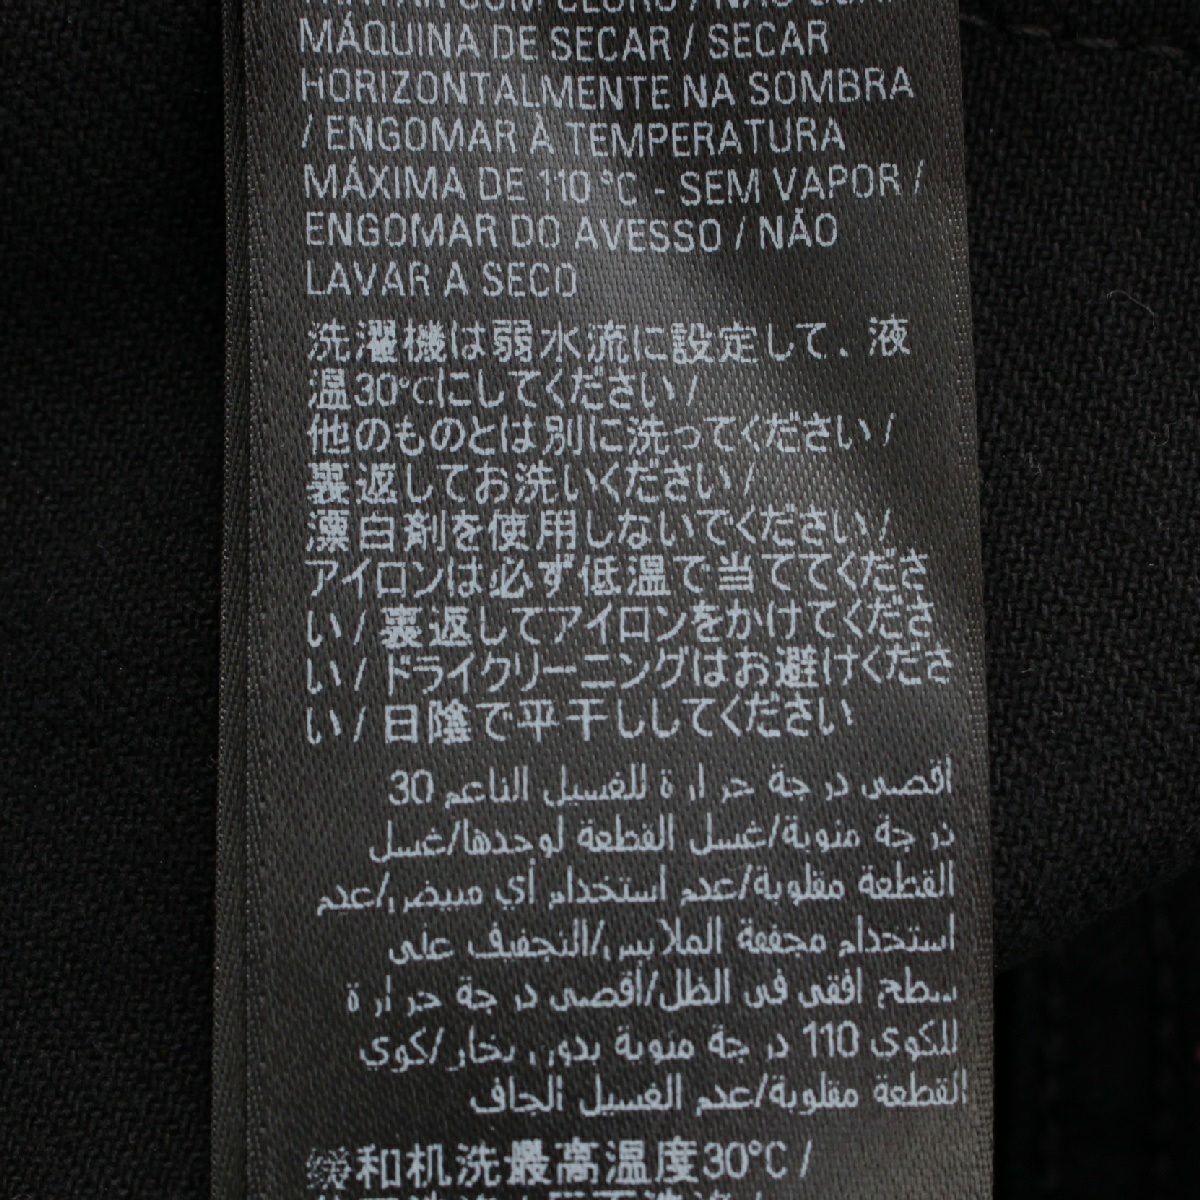 MÁQUINA DE SECAR / SECAR
HORIZONTALMENTE NA SOMBRA
/ ENGOMAR À TEMPERATURA
MÁXIMA DE 110 °C - SEM VAPOR /
ENGOMAR DO AVESSO / NÃO
LAVAR A SECO
洗濯機は弱水流に設定して、液
温30℃にしてください/
他のものとは別に洗ってください/
裏返してお洗いください/
漂白剤を使用しないでください/
アイロンは必ず低温で当ててくださ
い/裏返してアイロンをかけてくださ
い/ドライクリーニングはお避けくださ
い/日陰で平干ししてください
أقصى درجة حرارة للغسيل الناعم 30
درجة مئوية/غسل القطعة لوحدها/غسل
القطعة مقلوبة/عدم استخدام أي مبيض/عدم
استخدام مجففة الملابس/التجفيف على
سطح افقي في الظل/أقصى درجة حرارة
للكوي 110 درجة مئوية بدون بخار/كوي
القطعة مقلوبة/عدم الغسيل الجاف
缓和机洗最高温度30℃/